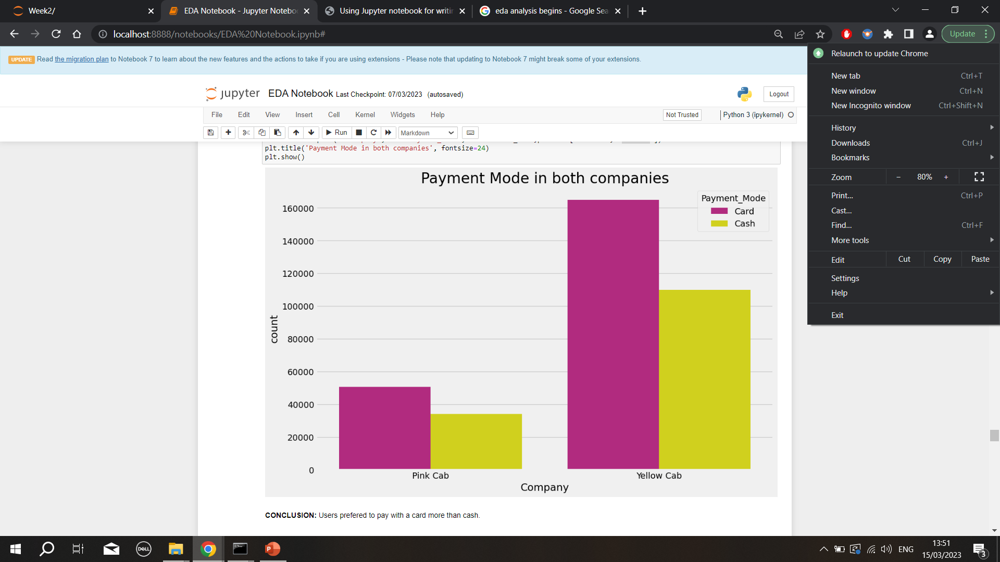 Week2/
EDA Notebook - Jupyter Notebo
Using Jupyter notebook for writin
eda analysis begins - Google Sea
localhost:8888/notebooks/EDA%20Notebook.ipynb#
Update
UPDATE Read the migration plan to Notebook 7 to learn about the new features and the actions to take if you are using extensions - Please note that updating to Notebook 7 might break some of your extensions.
jupyter EDA Notebook Last Checkpoint: 07/03/2023 (autosaved)
Logout
File Edit View Insert Cell Kernel Widgets Help
Not Trusted
Python 3 (ipykernel)
Run
Markdown
plt.title('Payment Mode in both companies', fontsize=24)
plt.show()
Payment Mode in both companies
Payment_Mode
Card
Cash
160000
140000
120000
100000
80000
60000
40000
20000
0
count
Pink Cab
Yellow Cab
Company
CONCLUSION: Users prefered to pay with a card more than cash.
Relaunch to update Chrome
New tab Ctrl+T
New window Ctrl+N
New Incognito window Ctrl+Shift+N
History
Downloads Ctrl+J
Bookmarks
Zoom − 80% +
Print... Ctrl+P
Cast...
Find... Ctrl+F
More tools
Edit Cut Copy Paste
Settings
Help
Exit
DELL
P
ENG
13:51
15/03/2023
3